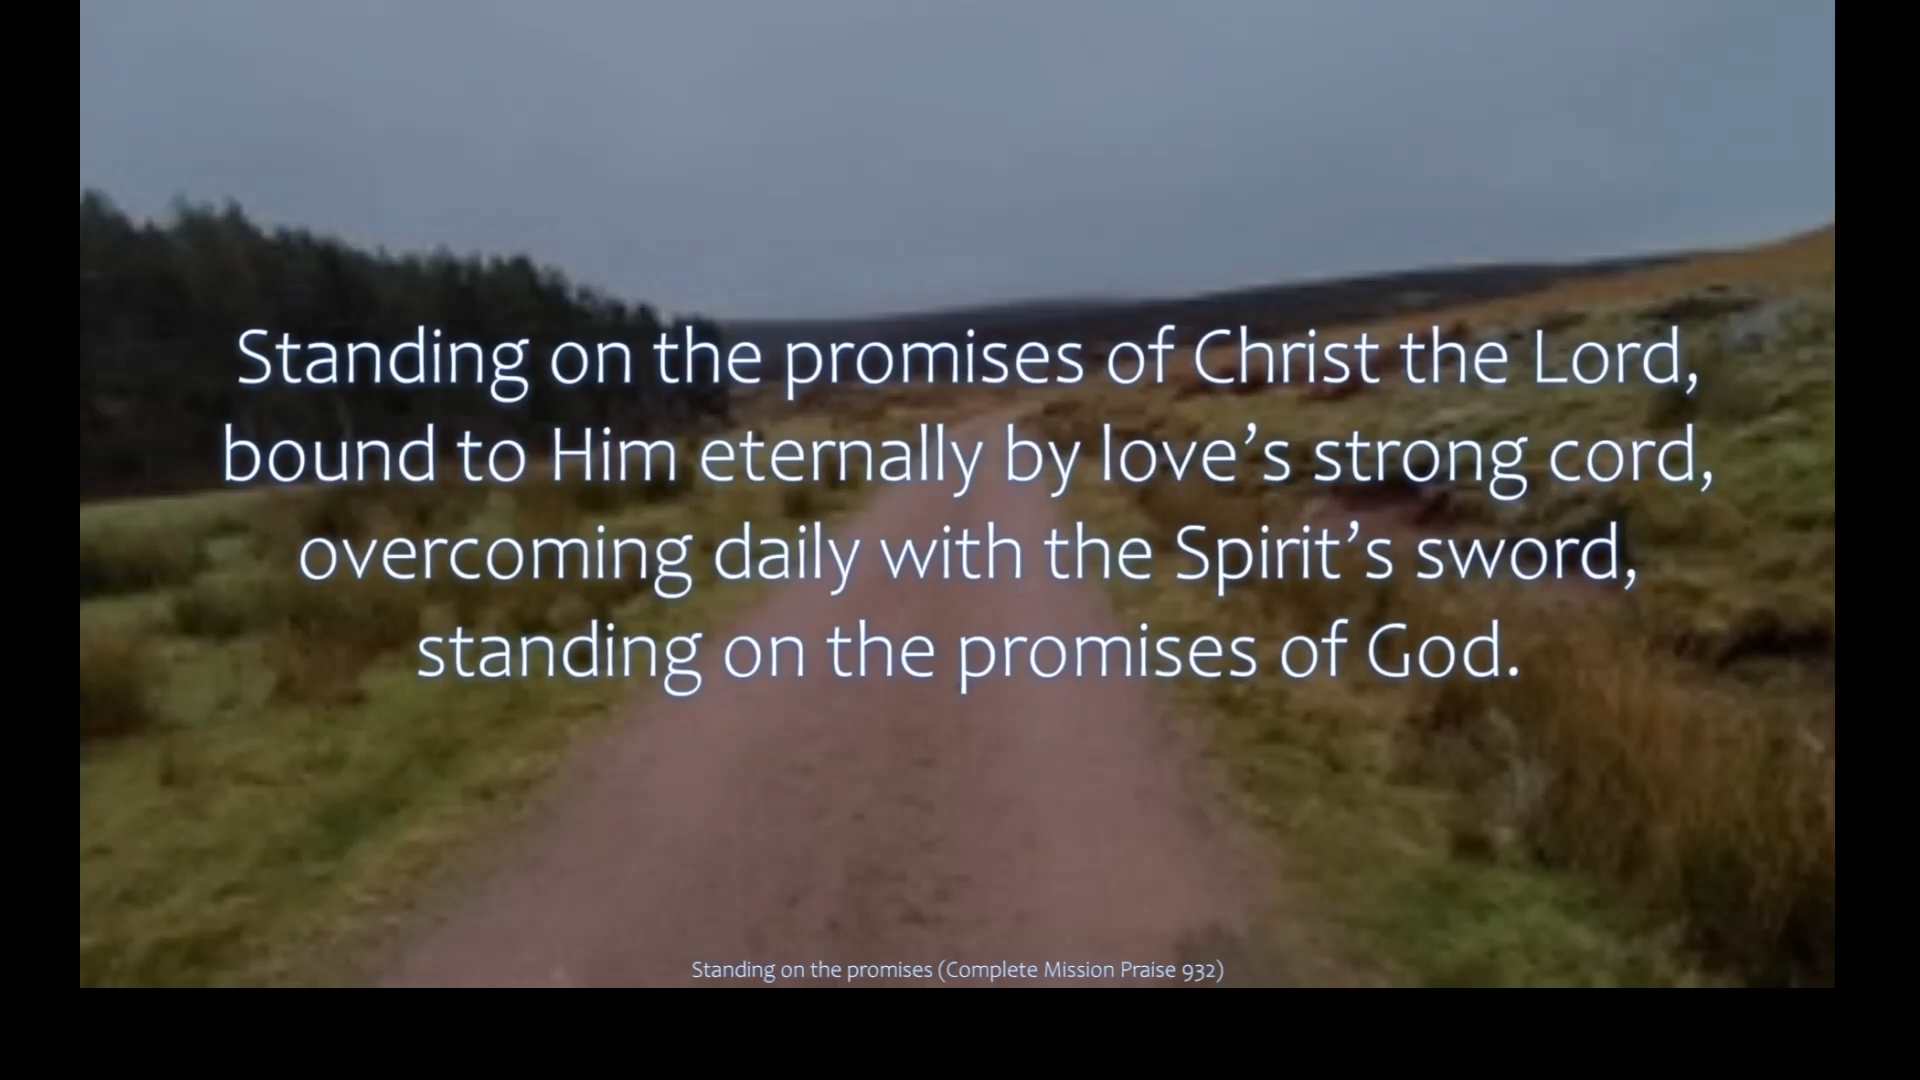 Standing on the promises of Christ the Lord,
bound to Him eternally by love’s strong cord,
overcoming daily with the Spirit’s sword,
standing on the promises of God.
Standing on the promises (Complete Mission Praise 932)